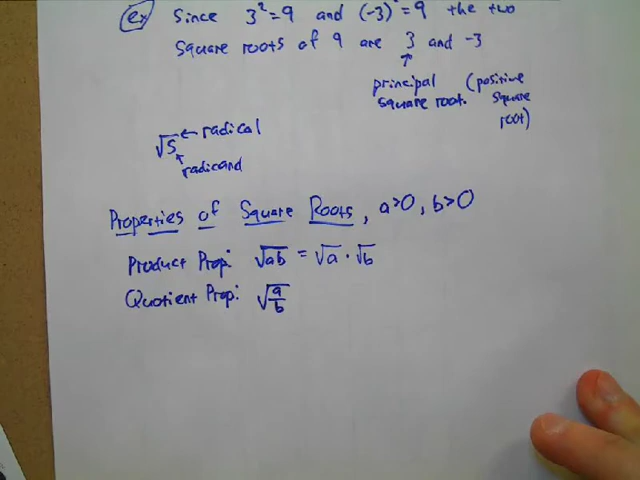 ex Since 3²=9 and (-3)²=9 the two
square roots of 9 are 3 and -3
principal (positive
square root. square
root)
√5 ← radical
radicand
Properties of Square Roots, a>0, b>0
Product Prop: √ab = √a · √b
Quotient Prop: √a/b